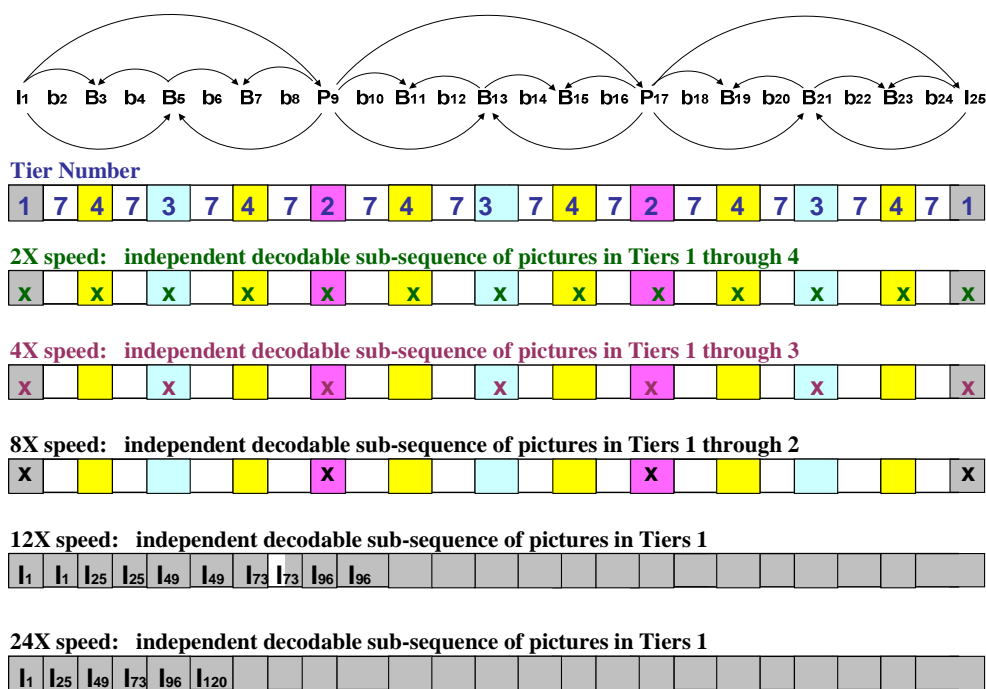 I1 b2 B3 b4 B5 b6 B7 b8 P9 b10 B11 b12 B13 b14 B15 b16 P17 b18 B19 b20 B21 b22 B23 b24 I25
Tier Number
1 7 4 7 3 7 4 7 2 7 4 7 3 7 4 7 2 7 4 7 3 7 4 7 1
2X speed: independent decodable sub-sequence of pictures in Tiers 1 through 4
x x x x x x x x x x x x x
4X speed: independent decodable sub-sequence of pictures in Tiers 1 through 3
x x x x x x x
8X speed: independent decodable sub-sequence of pictures in Tiers 1 through 2
x x x x
12X speed: independent decodable sub-sequence of pictures in Tiers 1
I1 I1 I25 I25 I49 I49 I73 I73 I96 I96
24X speed: independent decodable sub-sequence of pictures in Tiers 1
I1 I25 I49 I73 I96 I120